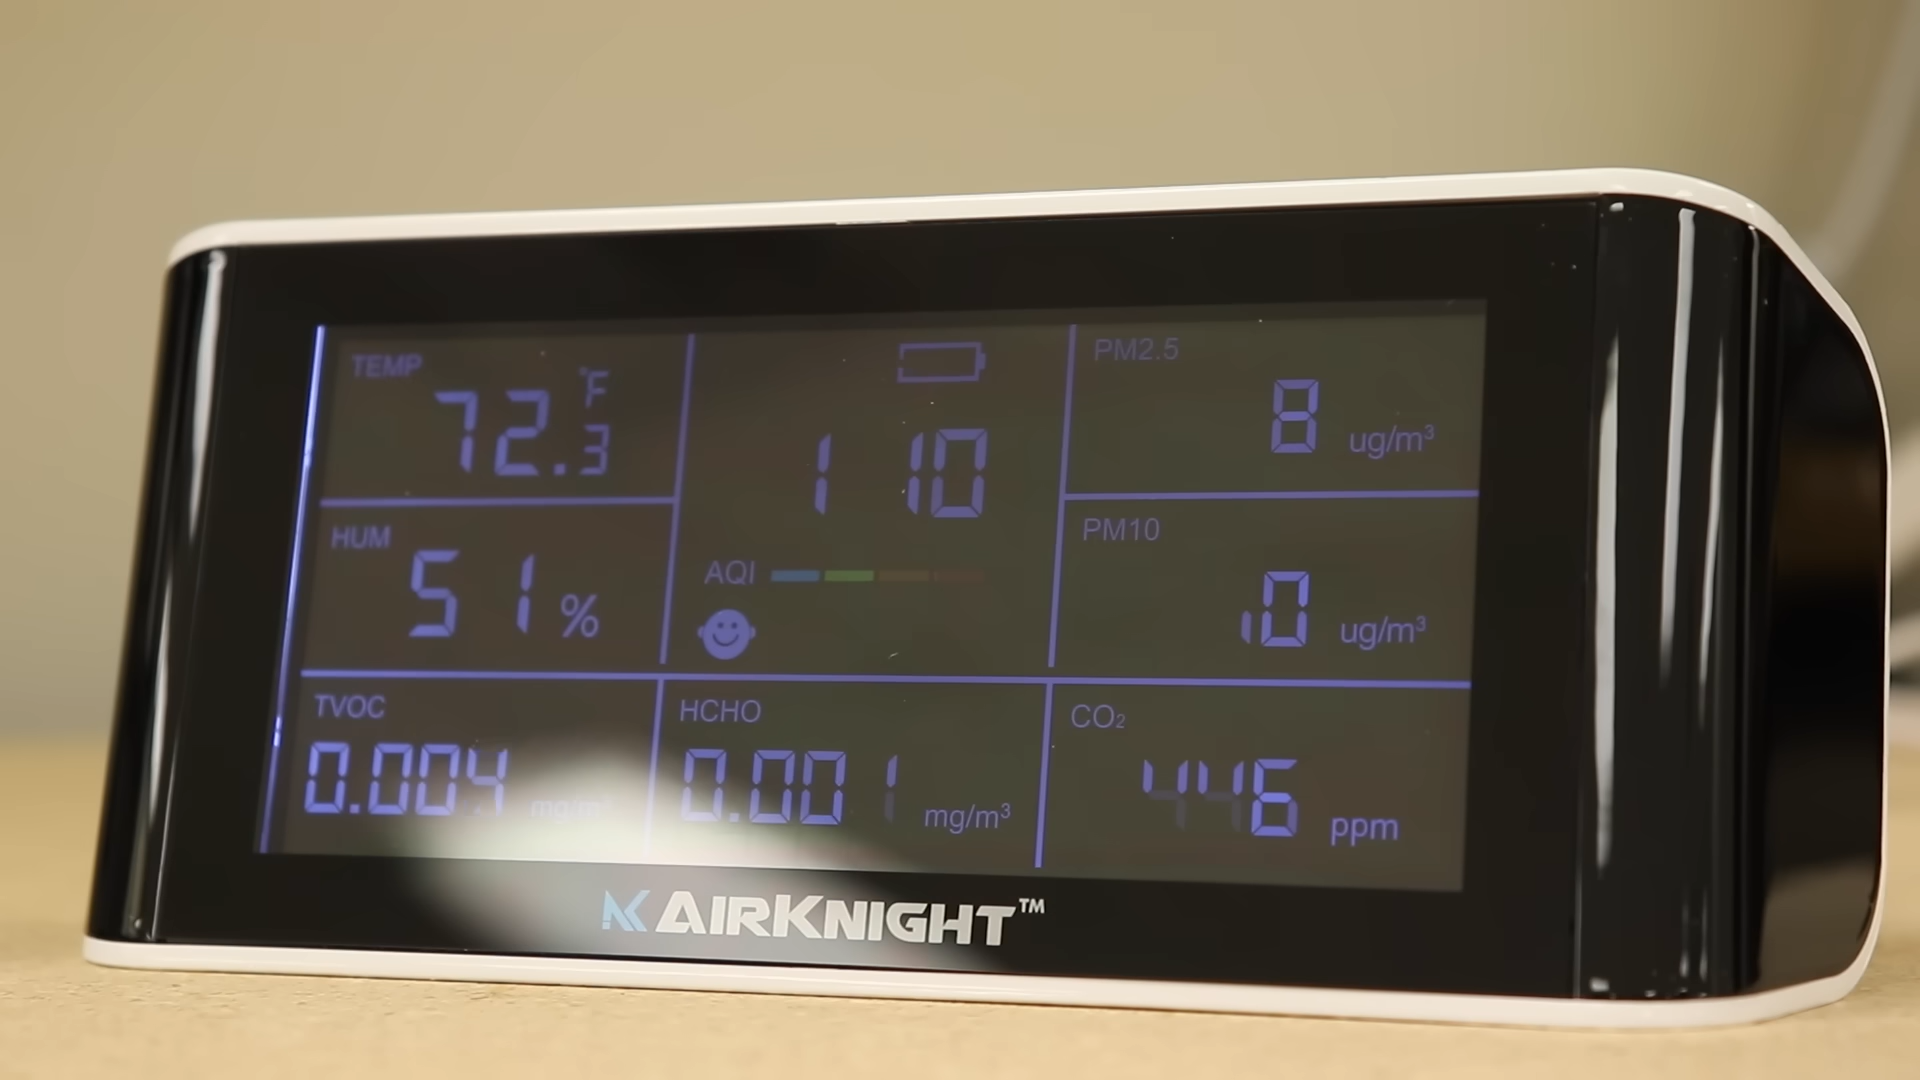 TEMP
72.3 °F
HUM
51 %
110
AQI
PM2.5
8 ug/m³
PM10
10 ug/m³
TVOC
0.004 mg/m³
HCHO
0.001 mg/m³
CO₂
446 ppm
AIRKNIGHT™